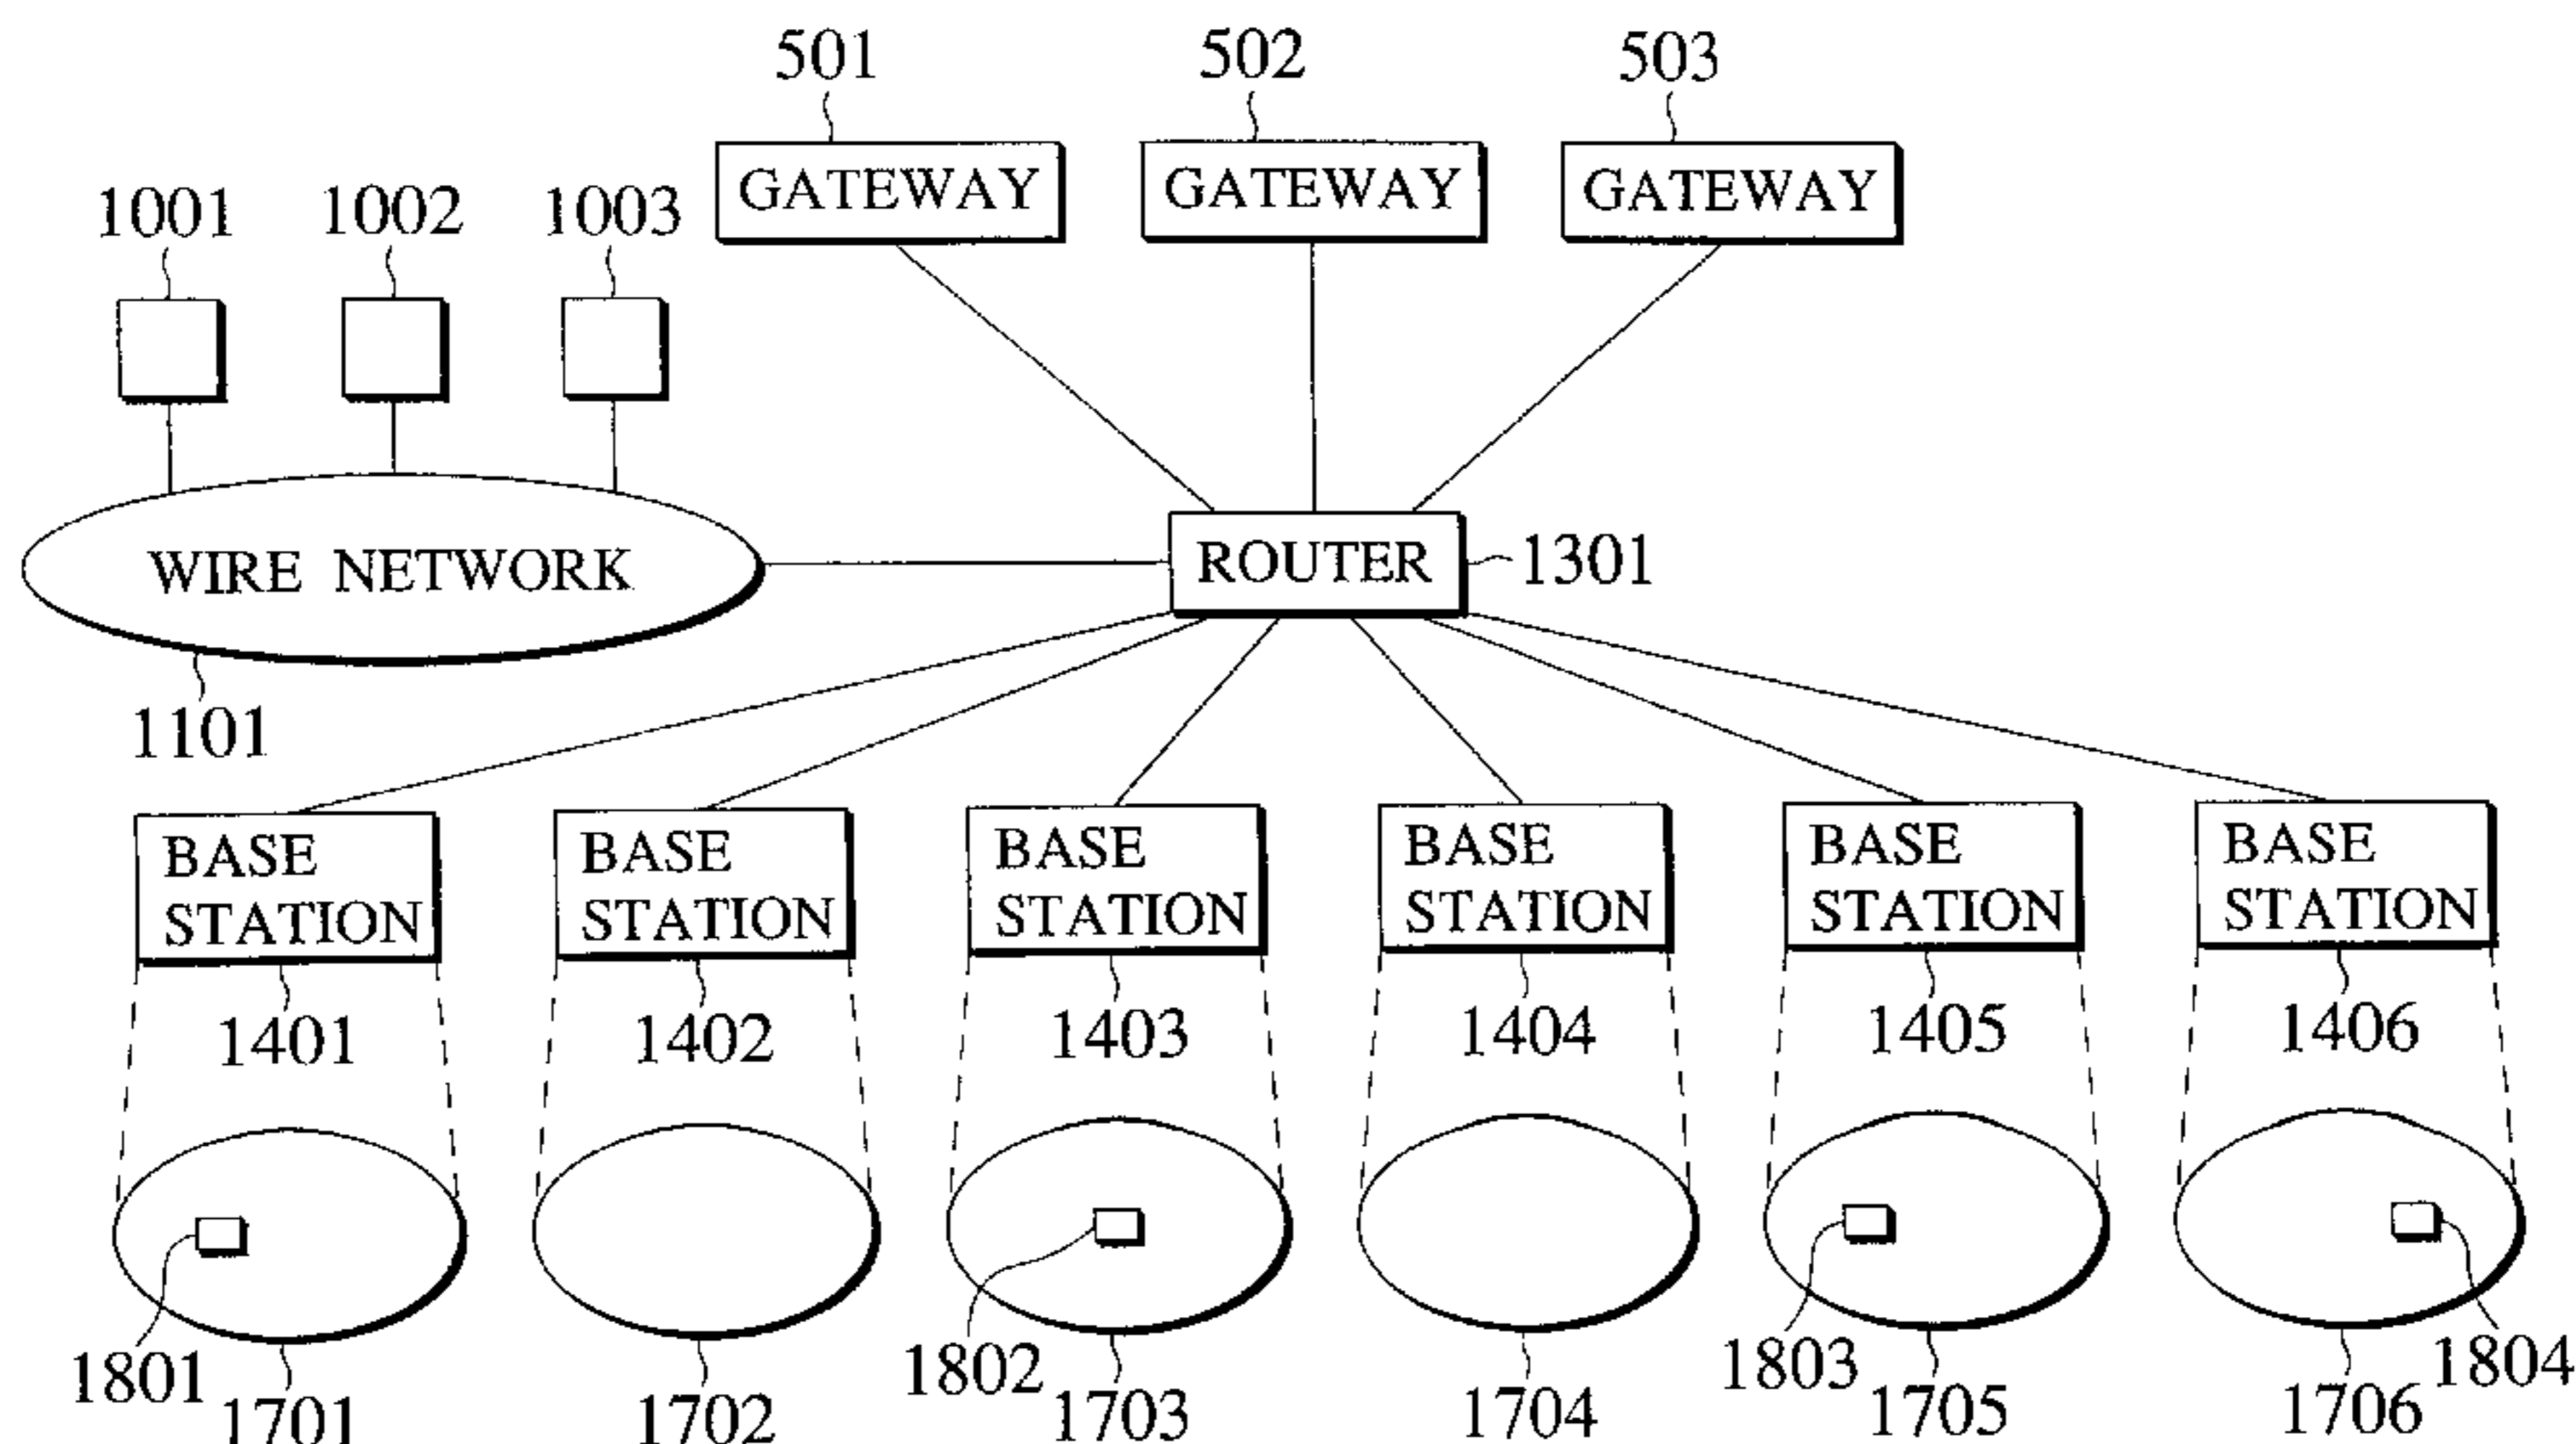 501 502 503
GATEWAY GATEWAY GATEWAY
1001 1002 1003
WIRE NETWORK ROUTER 1301
1101
BASE STATION BASE STATION BASE STATION BASE STATION BASE STATION BASE STATION
1401 1402 1403 1404 1405 1406
1801 1802 1803 1804
1701 1702 1703 1704 1705 1706